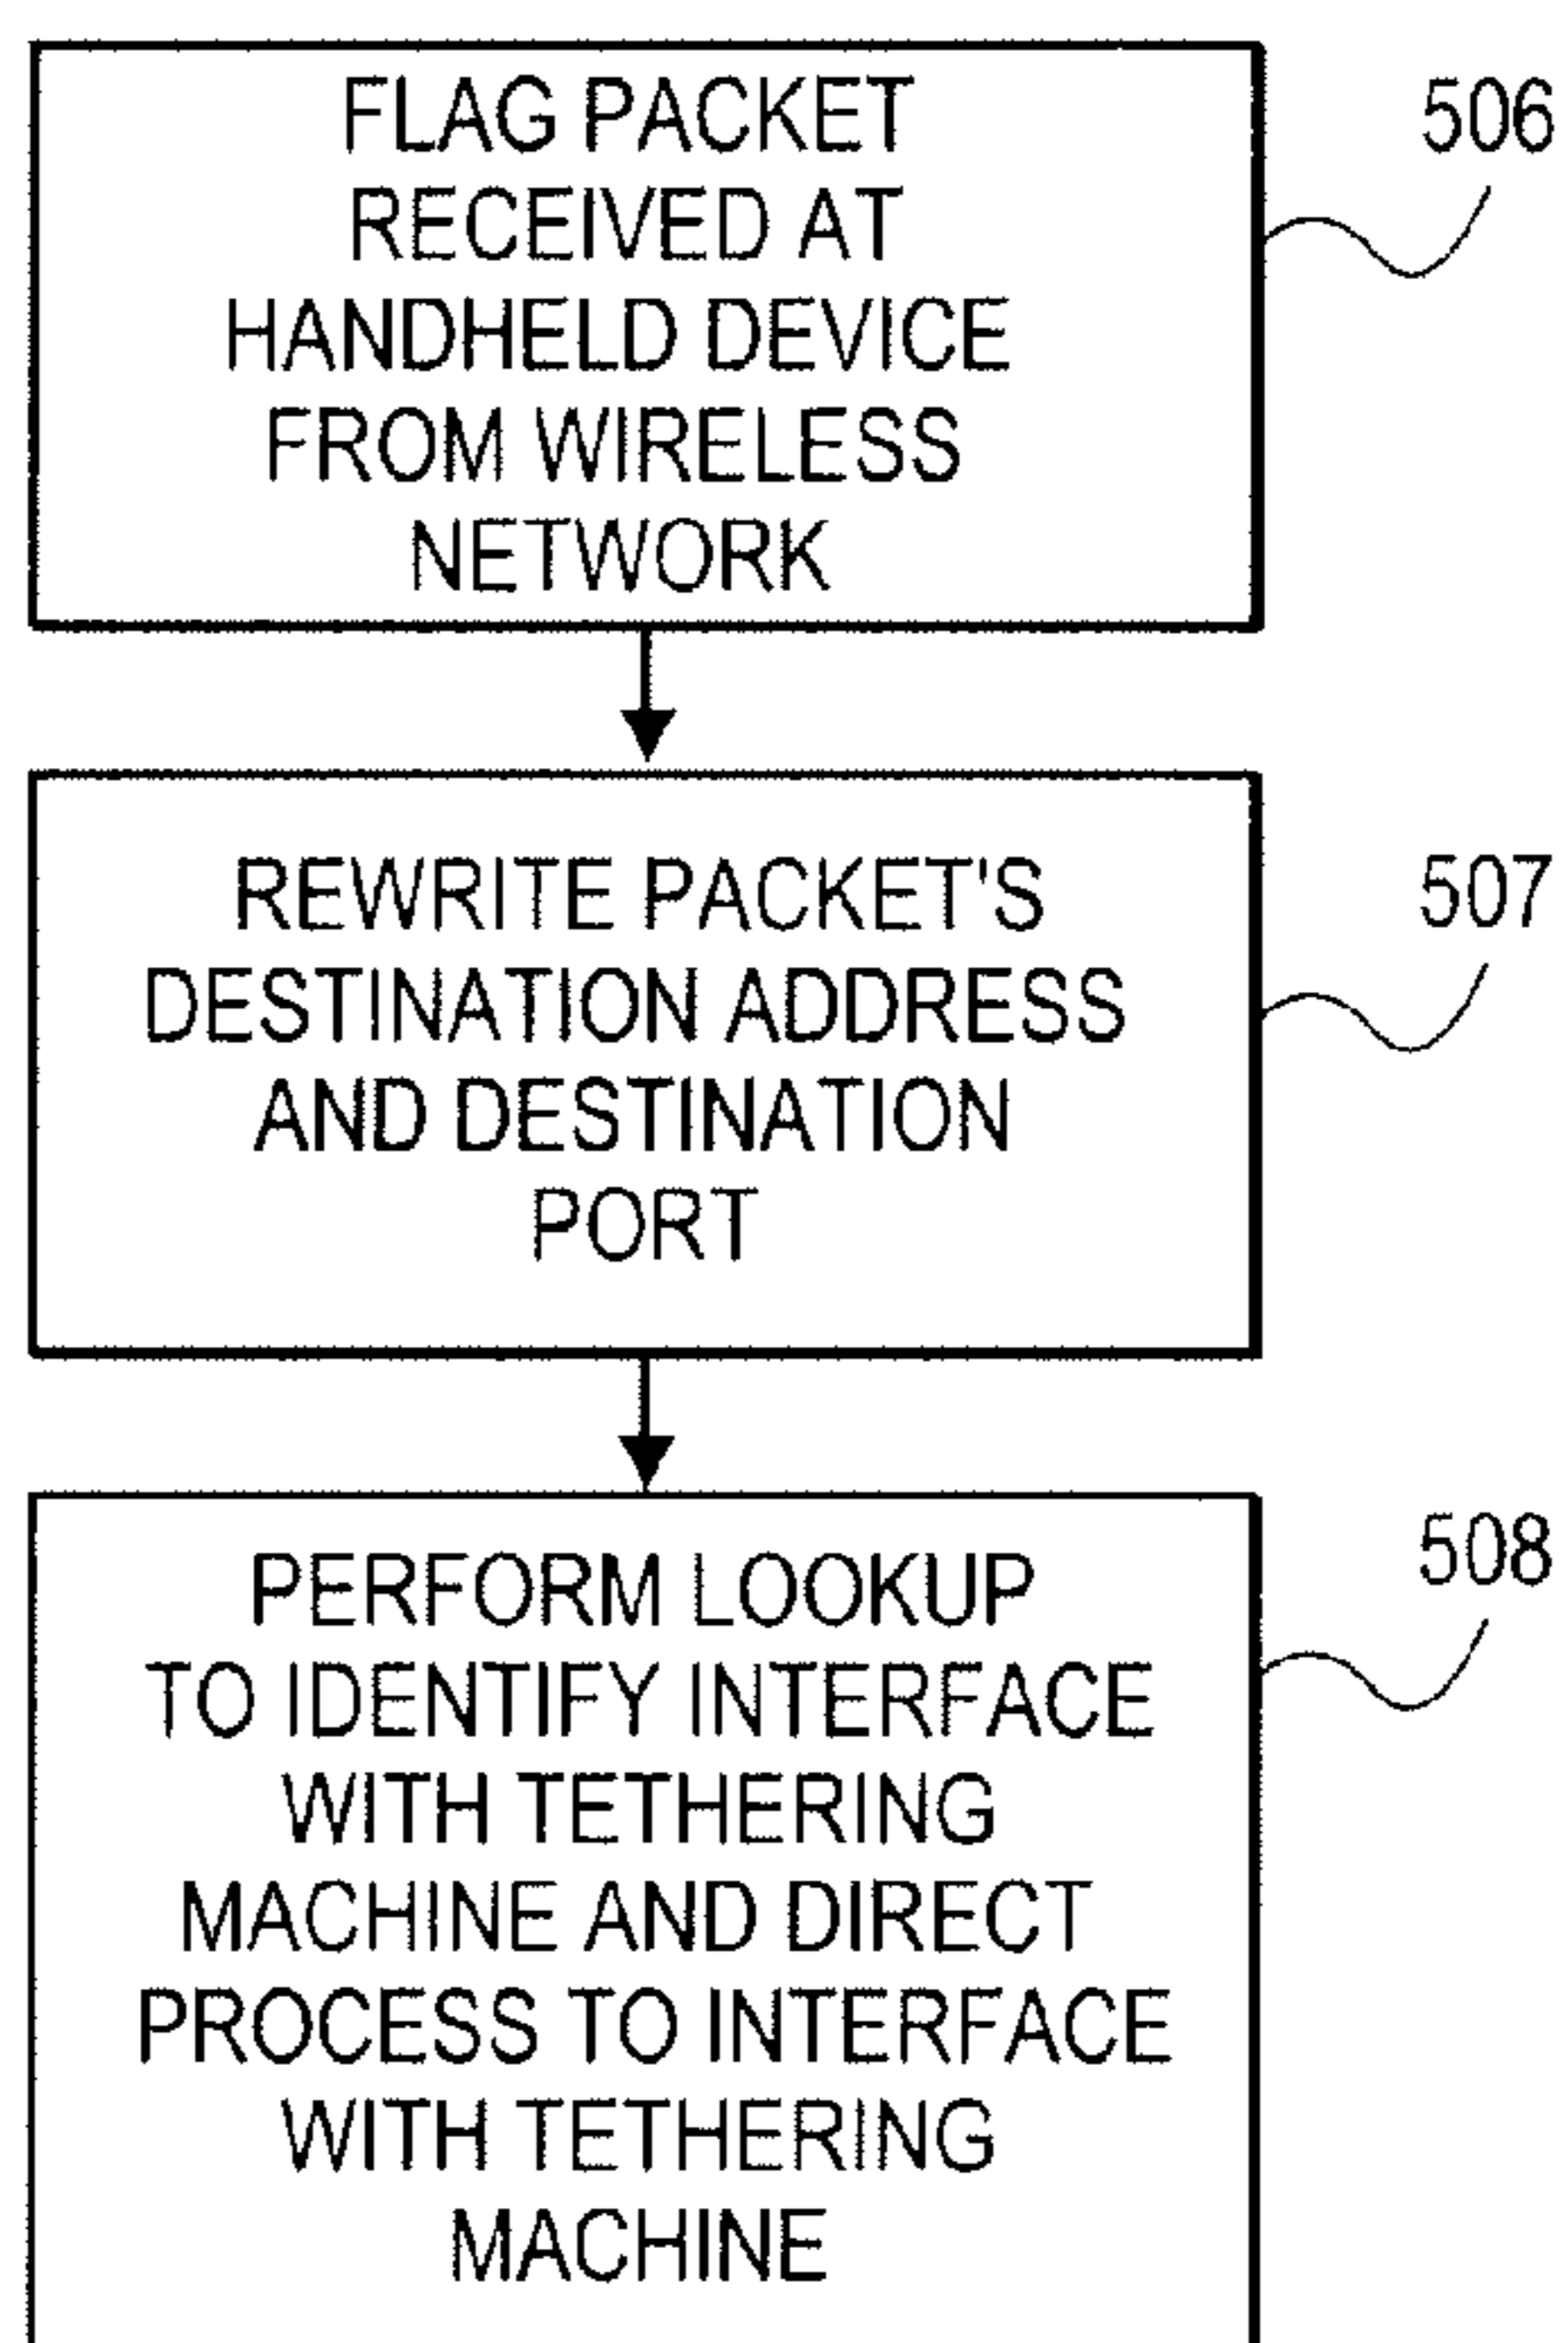 FLAG PACKET
RECEIVED AT
HANDHELD DEVICE
FROM WIRELESS
NETWORK
506
REWRITE PACKET'S
DESTINATION ADDRESS
AND DESTINATION
PORT
507
PERFORM LOOKUP
TO IDENTIFY INTERFACE
WITH TETHERING
MACHINE AND DIRECT
PROCESS TO INTERFACE
WITH TETHERING
MACHINE
508